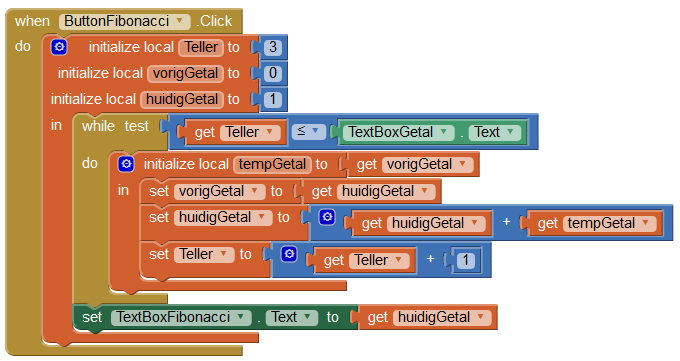 when ButtonFibonacci .Click
do initialize local Teller to 3
initialize local vorigGetal to 0
initialize local huidigGetal to 1
in while test get Teller ≤ TextBoxGetal . Text
do initialize local tempGetal to get vorigGetal
in set vorigGetal to get huidigGetal
set huidigGetal to get huidigGetal + get tempGetal
set Teller to get Teller + 1
set TextBoxFibonacci . Text to get huidigGetal